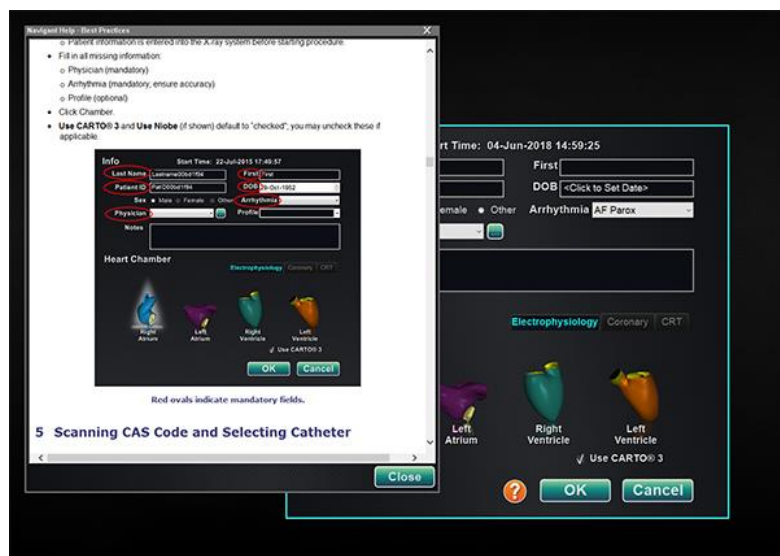 Navigant Help - Best Practices X
o Patient information is entered into the X-ray system before starting procedure.
• Fill in all missing information:
o Physician (mandatory)
o Arrhythmia (mandatory, ensure accuracy)
o Profile (optional)
• Click Chamber.
• Use CARTO® 3 and Use Niobe (if shown) default to "checked", you may uncheck these if
applicable.
Info Start Time: 22-Jul-2015 17:49:57
Last Name First First
Patient ID DOB 9-Oct-1952
Sex Male Female Other Arrhythmia
Physician Profile
Notes
Heart Chamber
Electrophysiology Coronary CRT
Right Atrium
Left Atrium
Right Ventricle
Left Ventricle
Use CARTO® 3
OK Cancel
Red ovals indicate mandatory fields.
5 Scanning CAS Code and Selecting Catheter
Close
rt Time: 04-Jun-2018 14:59:25
First
DOB <Click to Set Date>
emale Other Arrhythmia AF Parox
Electrophysiology Coronary CRT
Left Atrium
Right Ventricle
Left Ventricle
Use CARTO® 3
? OK Cancel